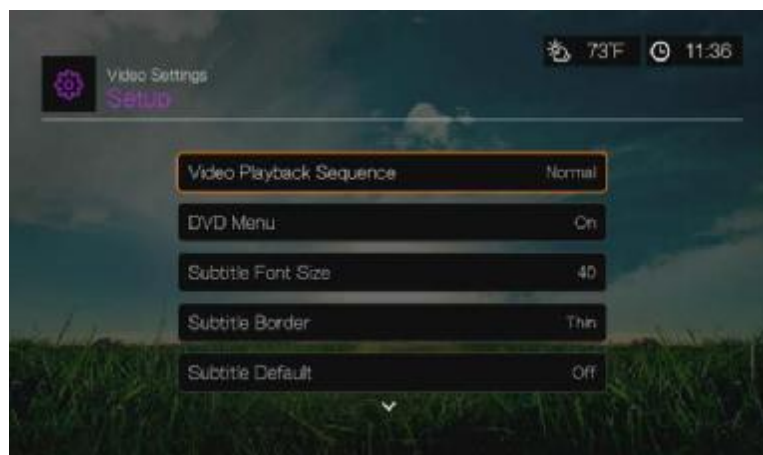 73°F 11:36
Video Settings
Setup
Video Playback Sequence Normal
DVD Menu On
Subtitle Font Size 40
Subtitle Border Thin
Subtitle Default Off